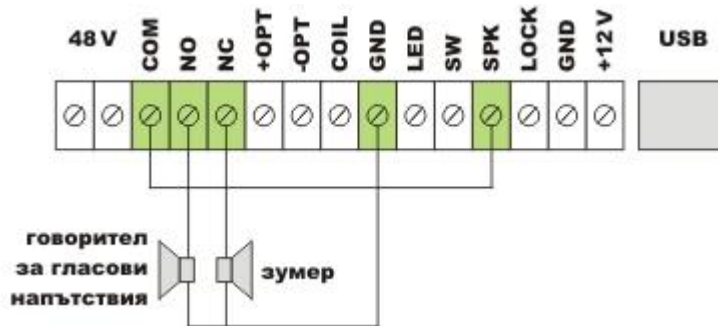 48 V COM NO NC +OPT -OPT COIL GND LED SW SPK LOCK GND +12 V USB
говорител
за гласови
напътствия
зумер